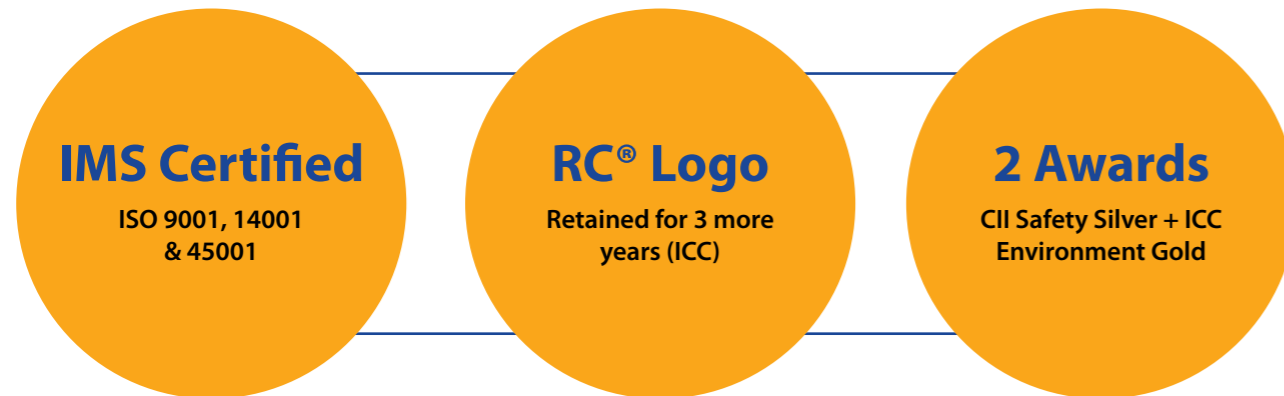 IMS Certified
ISO 9001, 14001
& 45001
RC® Logo
Retained for 3 more
years (ICC)
2 Awards
CII Safety Silver + ICC
Environment Gold